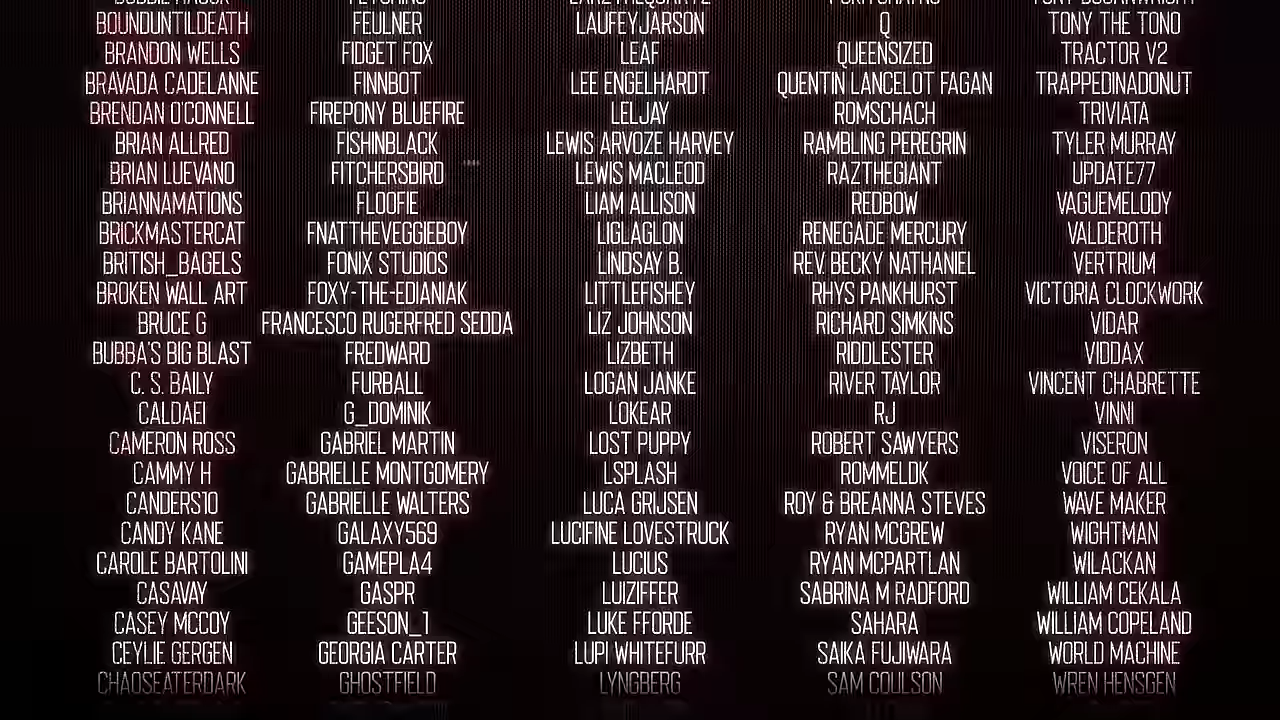 BOUNDUNTILDEATH
BRANDON WELLS
BRAVADA CADELANNE
BRENDAN O'CONNELL
BRIAN ALLRED
BRIAN LUEVANO
BRIANNAMATIONS
BRICKMASTERCAT
BRITISH_BAGELS
BROKEN WALL ART
BRUCE G
BUBBA'S BIG BLAST
C. S. BAILY
CALDAEI
CAMERON ROSS
CAMMY H
CANDERS10
CANDY KANE
CAROLE BARTOLINI
CASAVAY
CASEY MCCOY
CEYLIE GERGEN
CHAOSEATERDARK
FEULNER
FIDGET FOX
FINNBOT
FIREPONY BLUEFIRE
FISHINBLACK
FITCHERSBIRD
FLOOFIE
FNATTHEVEGGIEBOY
FONIX STUDIOS
FOXY-THE-EDIANIAK
FRANCESCO RUGERFRED SEDDA
FREDWARD
FURBALL
G_DOMINIK
GABRIEL MARTIN
GABRIELLE MONTGOMERY
GABRIELLE WALTERS
GALAXY569
GAMEPLA4
GASPR
GEESON_1
GEORGIA CARTER
GHOSTFIELD
LAUFEYJARSON
LEAF
LEE ENGELHARDT
LELJAY
LEWIS ARVOZE HARVEY
LEWIS MACLEOD
LIAM ALLISON
LIGLAGLON
LINDSAY B.
LITTLEFISHEY
LIZ JOHNSON
LIZBETH
LOGAN JANKE
LOKEAR
LOST PUPPY
LSPLASH
LUCA GRIJSEN
LUCIFINE LOVESTRUCK
LUCIUS
LUIZIFFER
LUKE FFORDE
LUPI WHITEFURR
LYNGBERG
Q
QUEENSIZED
QUENTIN LANCELOT FAGAN
ROMSCHACH
RAMBLING PEREGRIN
RAZTHEGIANT
REDBOW
RENEGADE MERCURY
REV. BECKY NATHANIEL
RHYS PANKHURST
RICHARD SIMKINS
RIDDLESTER
RIVER TAYLOR
RJ
ROBERT SAWYERS
ROMMELDK
ROY & BREANNA STEVES
RYAN MCGREW
RYAN MCPARTLAN
SABRINA M RADFORD
SAHARA
SAIKA FUJIWARA
SAM COULSON
TONY THE TONO
TRACTOR V2
TRAPPEDINADONUT
TRIVIATA
TYLER MURRAY
UPDATE77
VAGUEMELODY
VALDEROTH
VERTRIUM
VICTORIA CLOCKWORK
VIDAR
VIDDAX
VINCENT CHABRETTE
VINNI
VISERON
VOICE OF ALL
WAVE MAKER
WIGHTMAN
WILACKAN
WILLIAM CEKALA
WILLIAM COPELAND
WORLD MACHINE
WREN HENSGEN